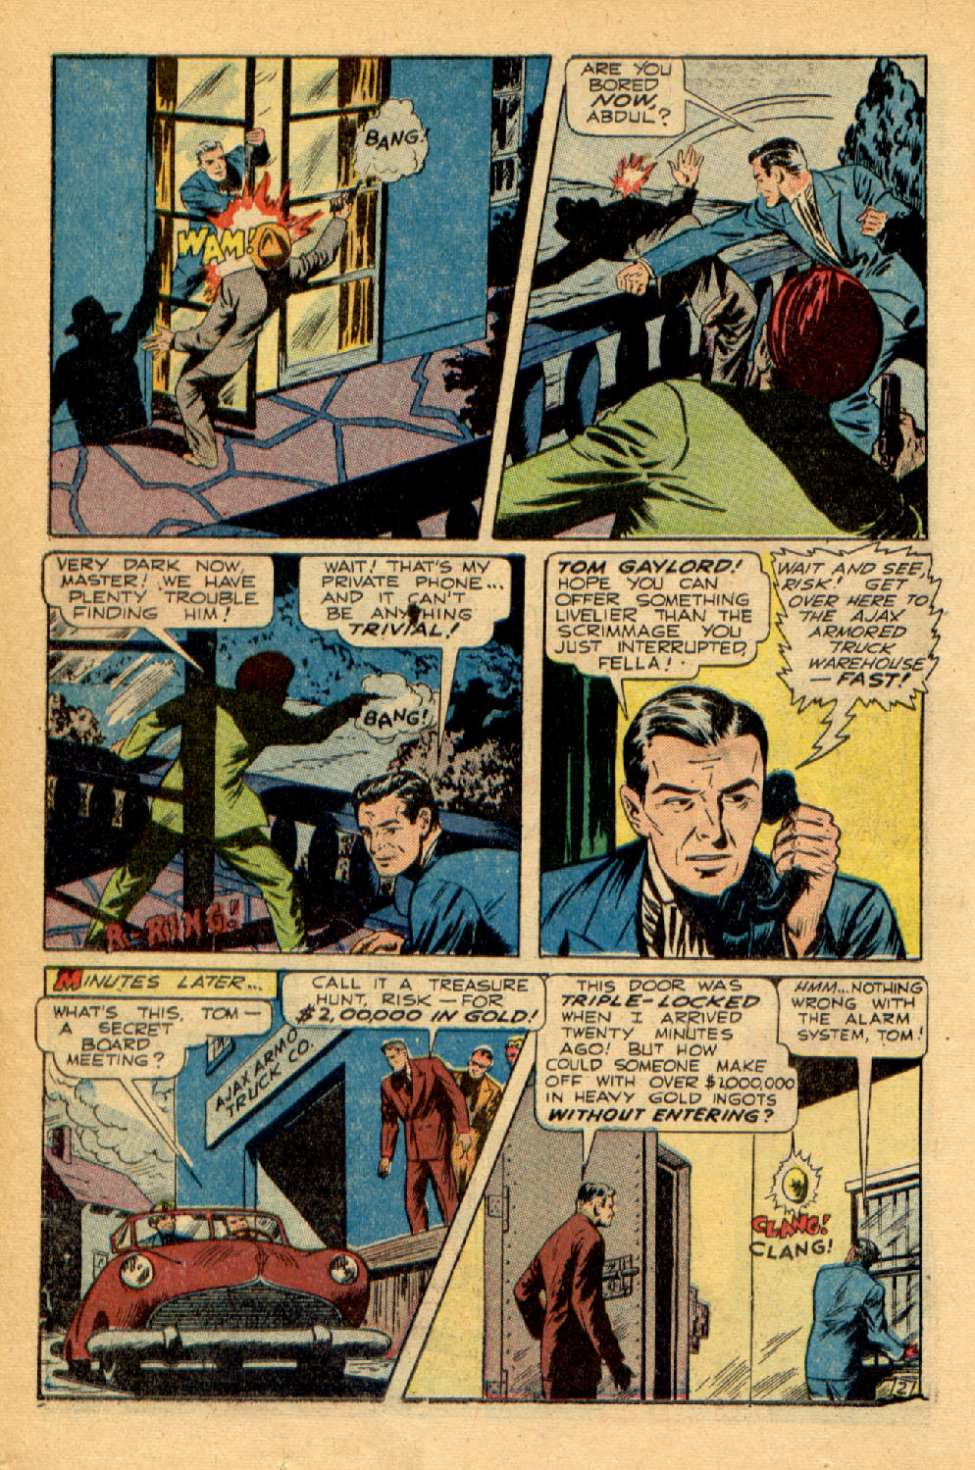 BANG!
WAM!
ARE YOU
BORED
NOW,
ABDUL?
VERY DARK NOW,
MASTER! WE HAVE
PLENTY TROUBLE
FINDING HIM!
WAIT! THAT'S MY
PRIVATE PHONE...
AND IT CAN'T
BE ANYTHING
TRIVIAL!
BANG!
R-RING!
TOM GAYLORD!
HOPE YOU CAN
OFFER SOMETHING
LIVELIER THAN THE
SCRIMMAGE YOU
JUST INTERRUPTED,
FELLA!
WAIT AND SEE,
RISK! GET
OVER HERE TO
THE AJAX
ARMORED
TRUCK
WAREHOUSE
—FAST!
MINUTES LATER...
WHAT'S THIS, TOM—
A SECRET
BOARD
MEETING?
CALL IT A TREASURE
HUNT, RISK—FOR
$2,00,000 IN GOLD!
AJAX ARMO
TRUCK CO.
THIS DOOR WAS
TRIPLE-LOCKED
WHEN I ARRIVED
TWENTY MINUTES
AGO! BUT HOW
COULD SOMEONE MAKE
OFF WITH OVER $2,000,000
IN HEAVY GOLD INGOTS
WITHOUT ENTERING?
HMM...NOTHING
WRONG WITH
THE ALARM
SYSTEM, TOM!
CLANG!
CLANG!
2